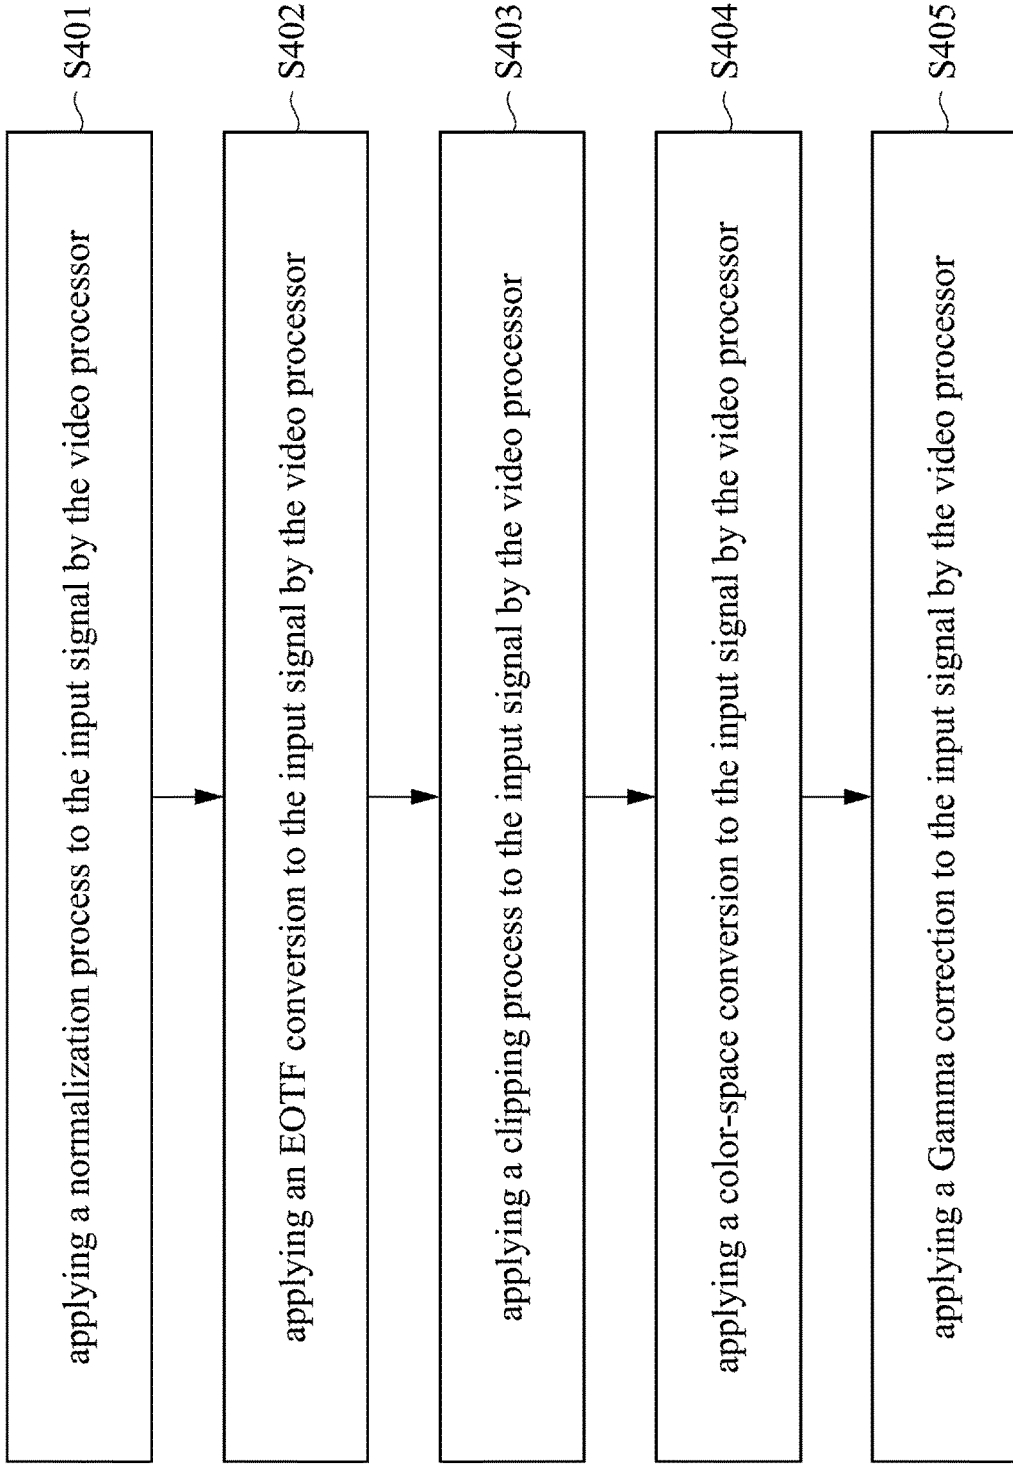 applying a normalization process to the input signal by the video processor
S401
applying an EOTF conversion to the input signal by the video processor
S402
applying a clipping process to the input signal by the video processor
S403
applying a color-space conversion to the input signal by the video processor
S404
applying a Gamma correction to the input signal by the video processor
S405